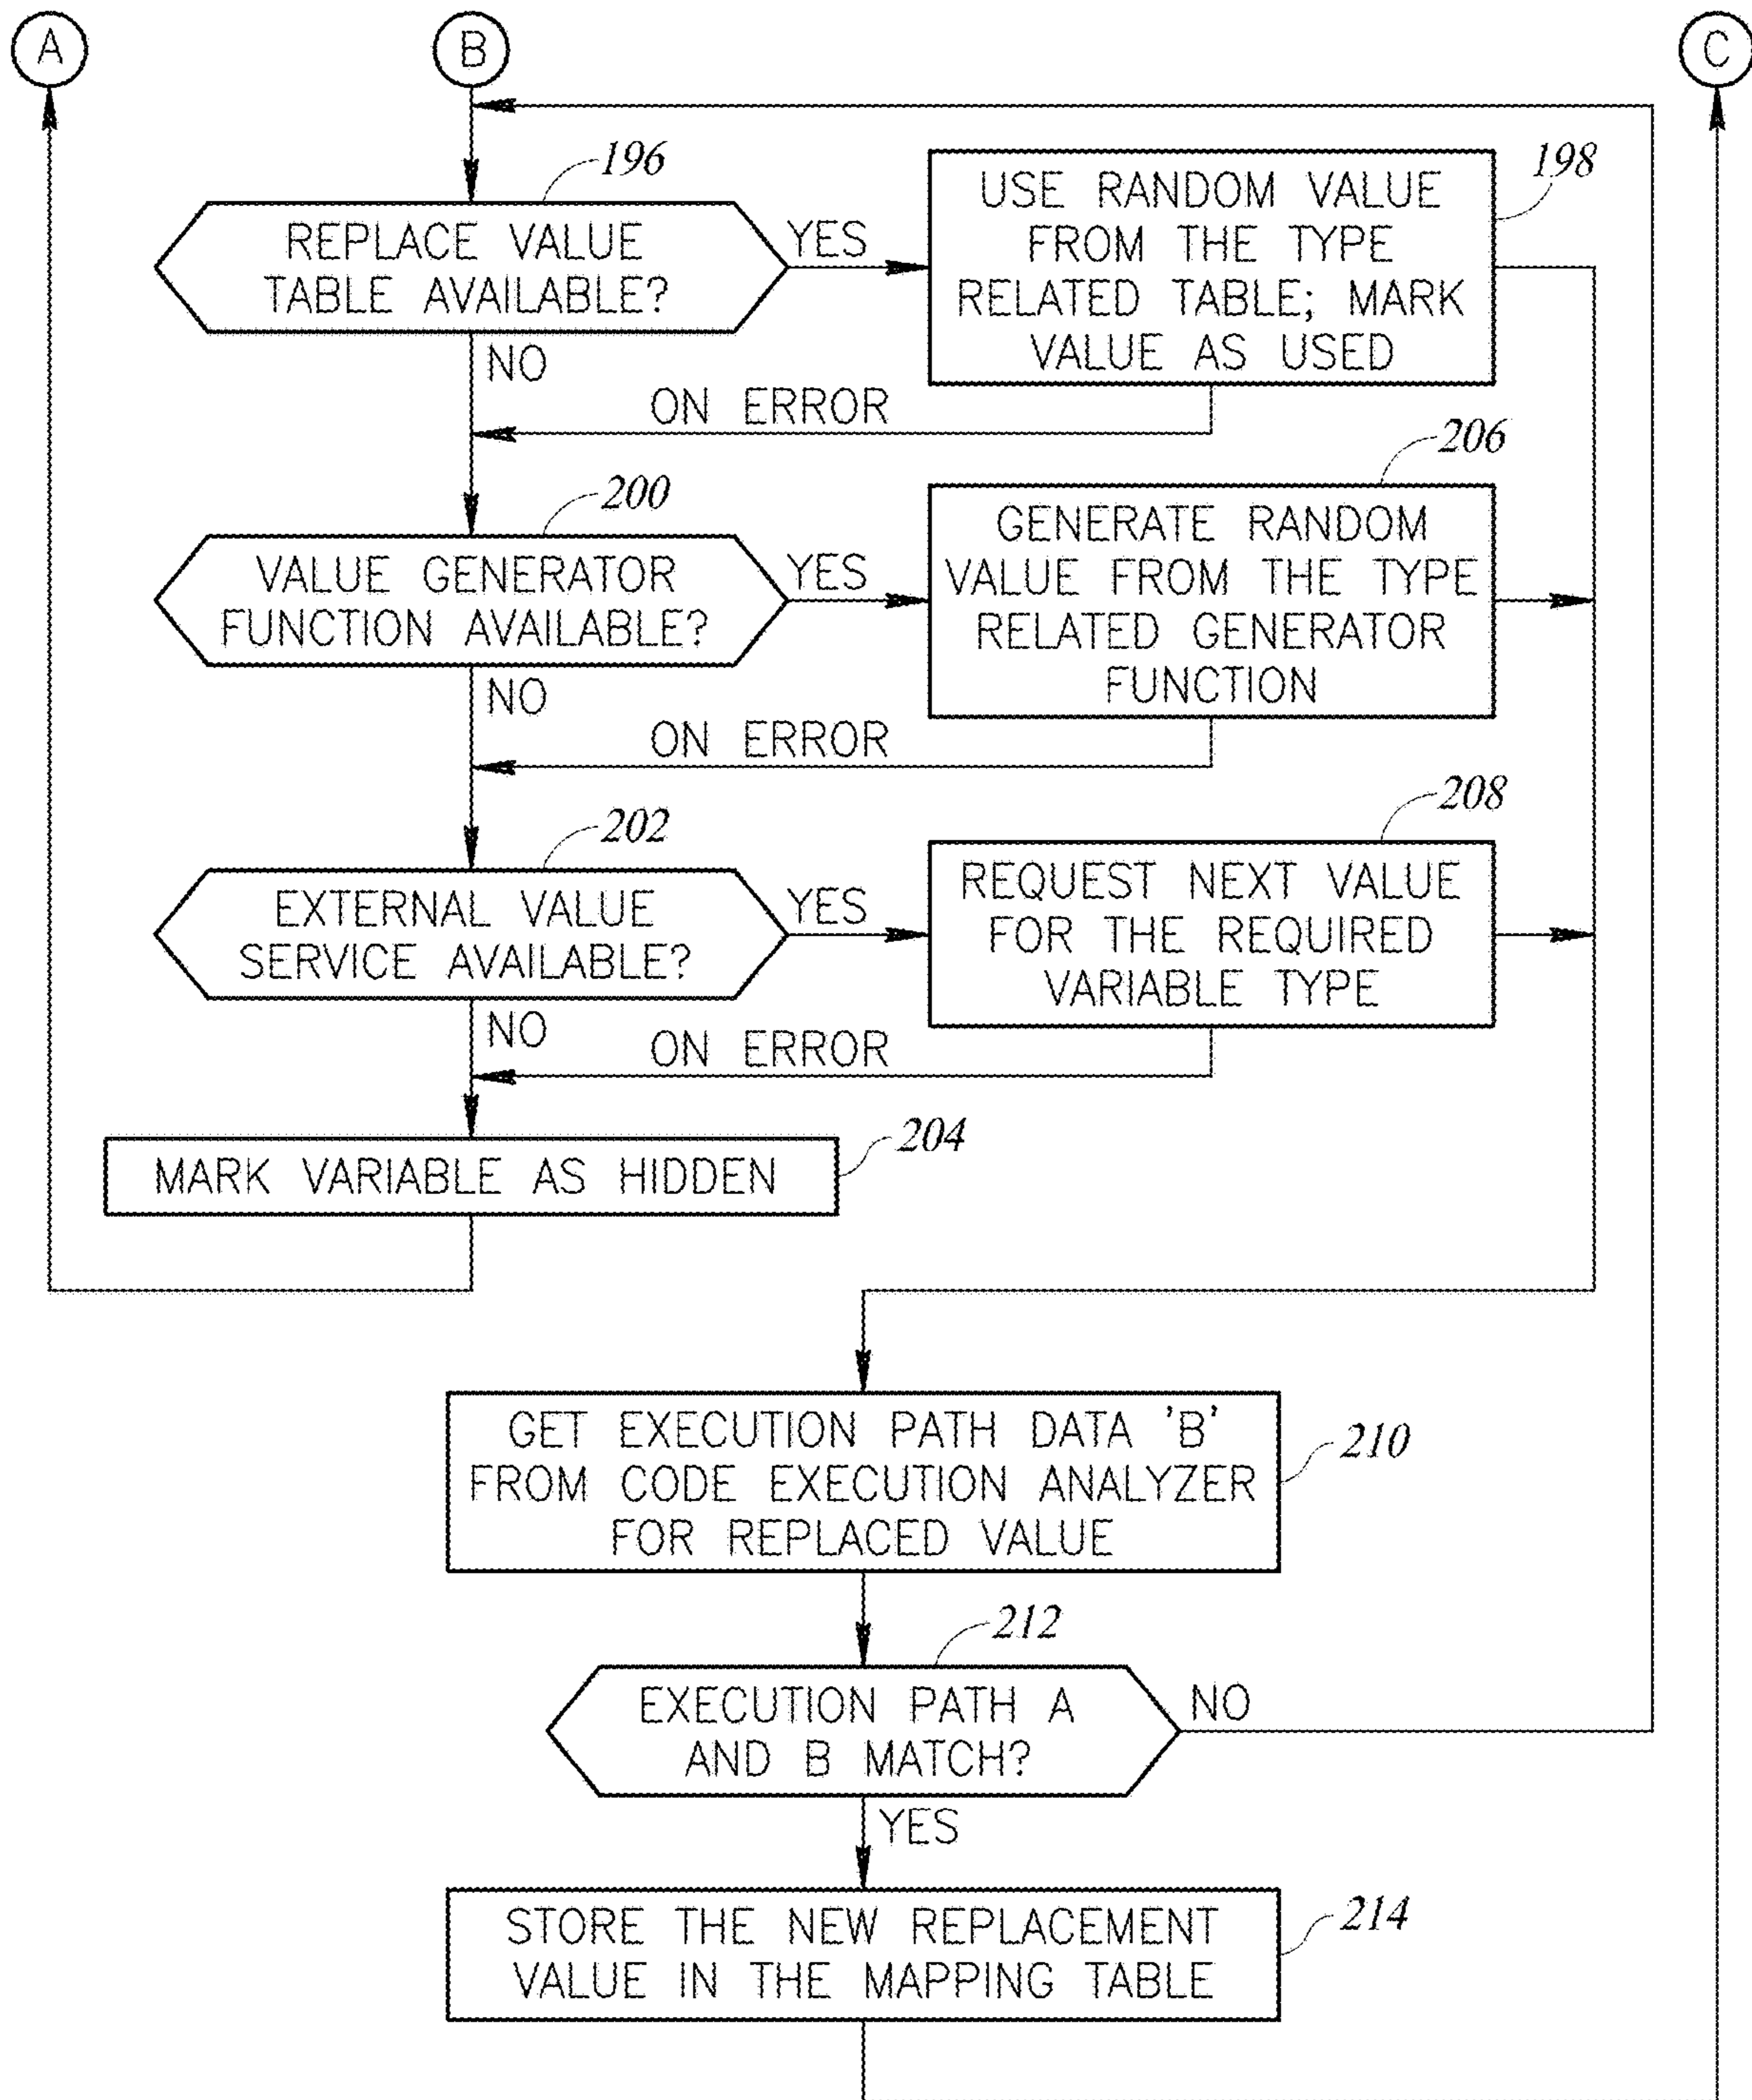 A
B
C
196
REPLACE VALUE
TABLE AVAILABLE?
YES
198
USE RANDOM VALUE
FROM THE TYPE
RELATED TABLE; MARK
VALUE AS USED
NO
ON ERROR
200
VALUE GENERATOR
FUNCTION AVAILABLE?
YES
206
GENERATE RANDOM
VALUE FROM THE TYPE
RELATED GENERATOR
FUNCTION
NO
ON ERROR
202
EXTERNAL VALUE
SERVICE AVAILABLE?
YES
208
REQUEST NEXT VALUE
FOR THE REQUIRED
VARIABLE TYPE
NO
ON ERROR
204
MARK VARIABLE AS HIDDEN
GET EXECUTION PATH DATA 'B'
FROM CODE EXECUTION ANALYZER
FOR REPLACED VALUE
210
212
EXECUTION PATH A
AND B MATCH?
NO
YES
STORE THE NEW REPLACEMENT
VALUE IN THE MAPPING TABLE
214